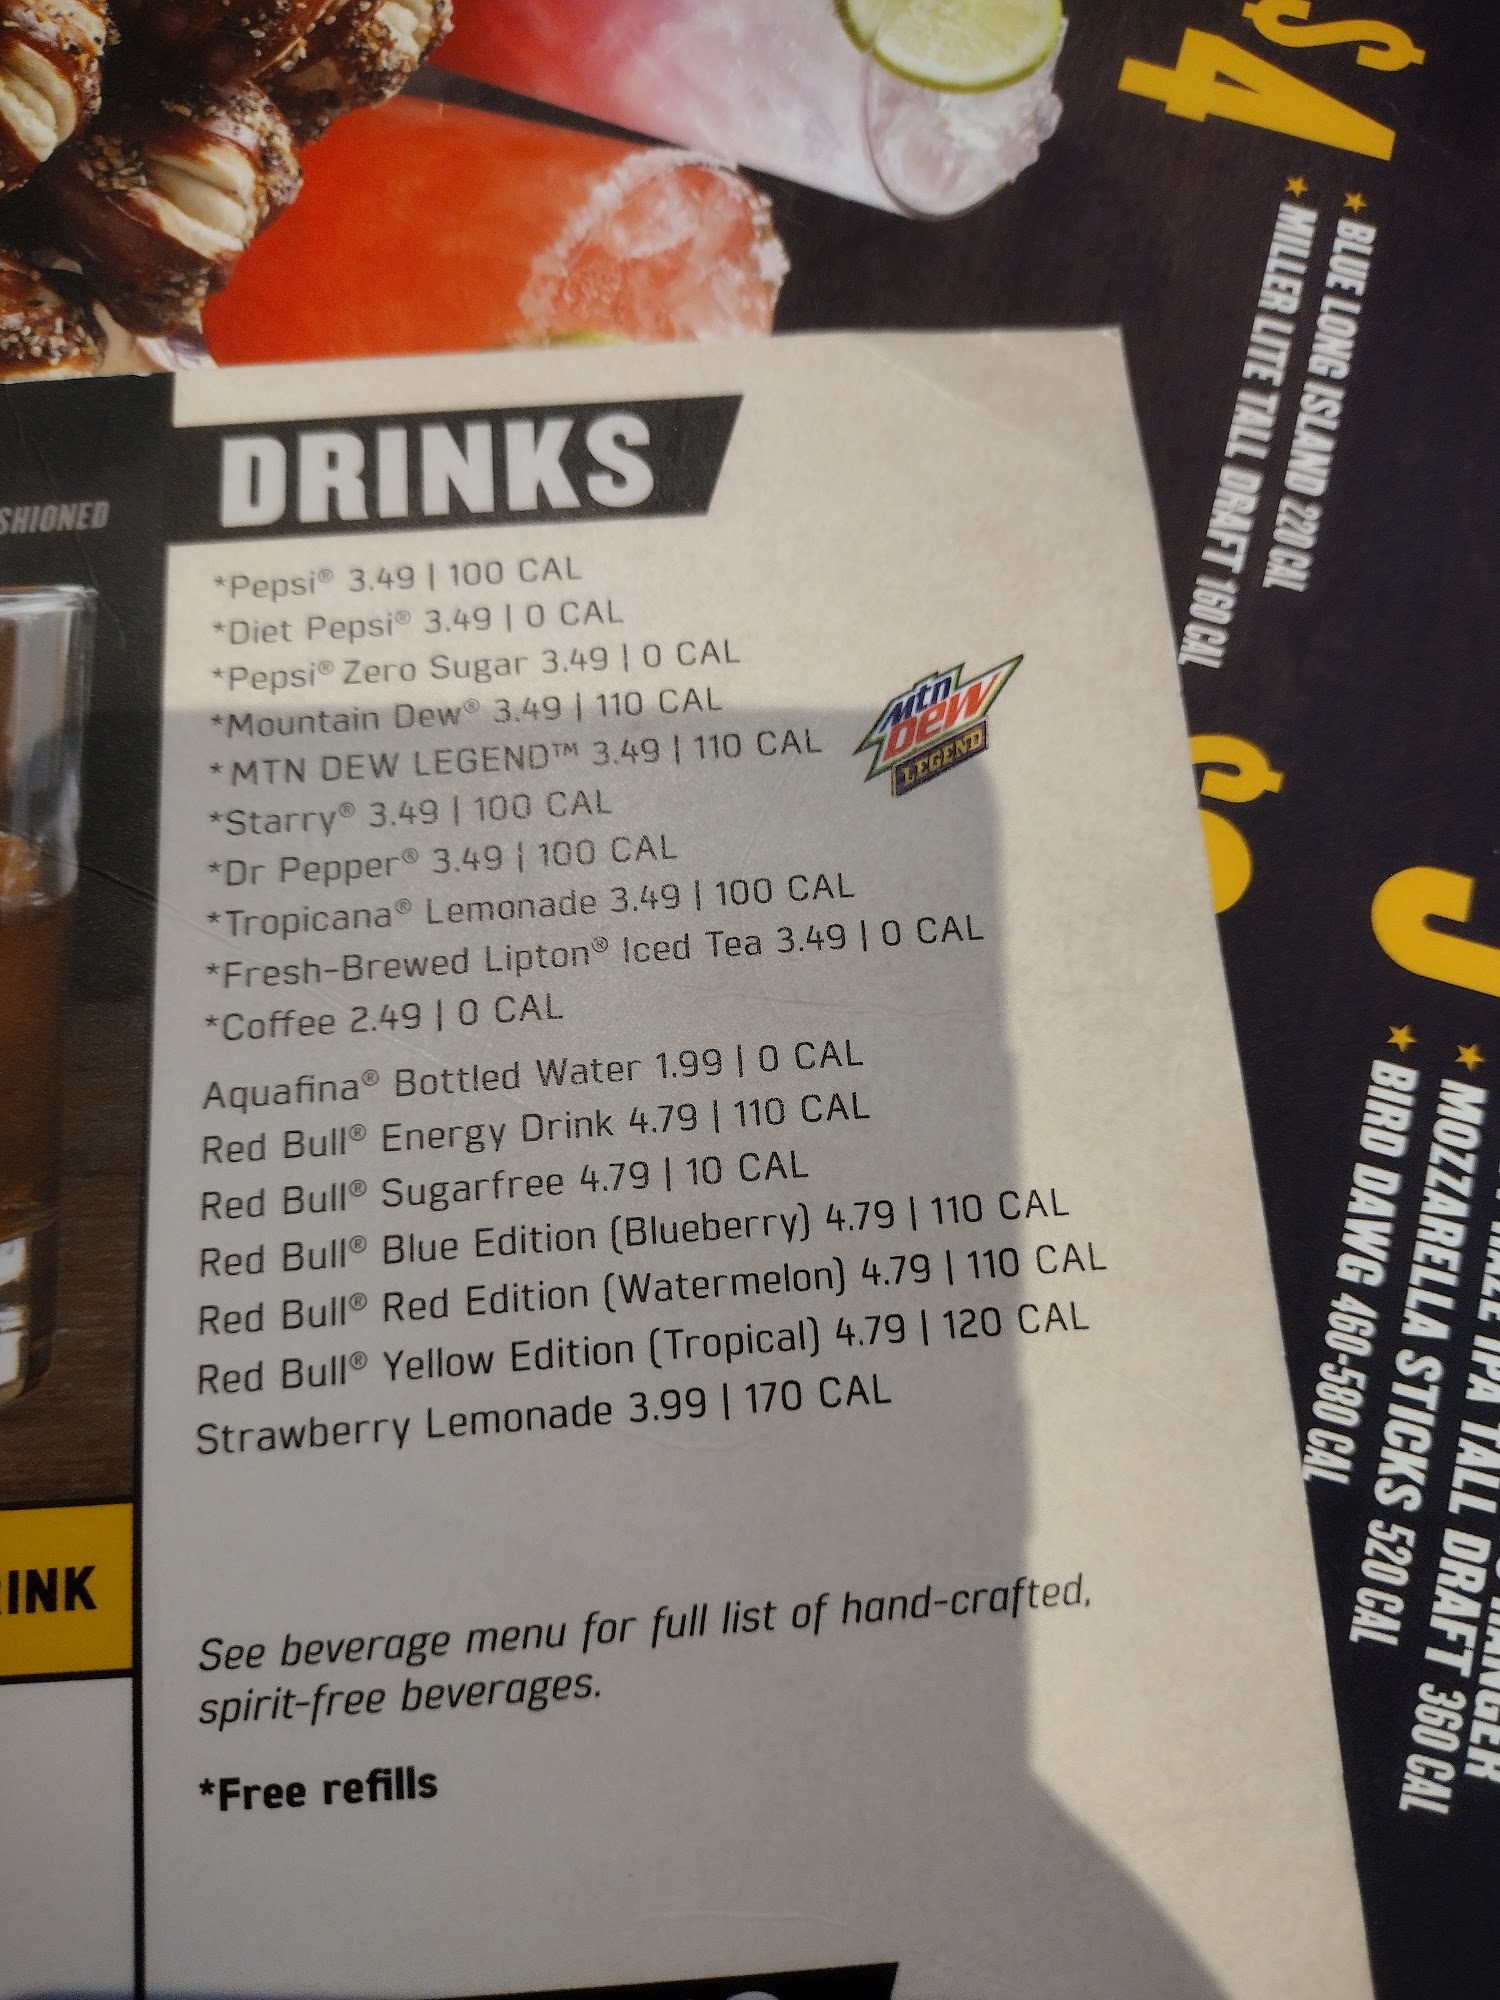 DRINKS
*Pepsi® 3.49 | 100 CAL
*Diet Pepsi® 3.49 | 0 CAL
*Pepsi® Zero Sugar 3.49 | 0 CAL
*Mountain Dew® 3.49 | 110 CAL
*MTN DEW LEGEND™ 3.49 | 110 CAL
*Starry® 3.49 | 100 CAL
*Dr Pepper® 3.49 | 100 CAL
*Tropicana® Lemonade 3.49 | 100 CAL
*Fresh-Brewed Lipton® Iced Tea 3.49 | 0 CAL
*Coffee 2.49 | 0 CAL
Aquafina® Bottled Water 1.99 | 0 CAL
Red Bull® Energy Drink 4.79 | 110 CAL
Red Bull® Sugarfree 4.79 | 10 CAL
Red Bull® Blue Edition (Blueberry) 4.79 | 110 CAL
Red Bull® Red Edition (Watermelon) 4.79 | 110 CAL
Red Bull® Yellow Edition (Tropical) 4.79 | 120 CAL
Strawberry Lemonade 3.99 | 170 CAL
See beverage menu for full list of hand-crafted,
spirit-free beverages.
*Free refills
mtn
DEW
LEGEND
SHIONED
RINK
$4
★ BLUE LONG ISLAND 220 CAL
★ MILLER LITE TALL DRAFT 160 CAL
$
IPA TALL DRAFT 360 CAL
★ MOZZARELLA STICKS 520 CAL
★ BIRD DAWG 460-580 CAL